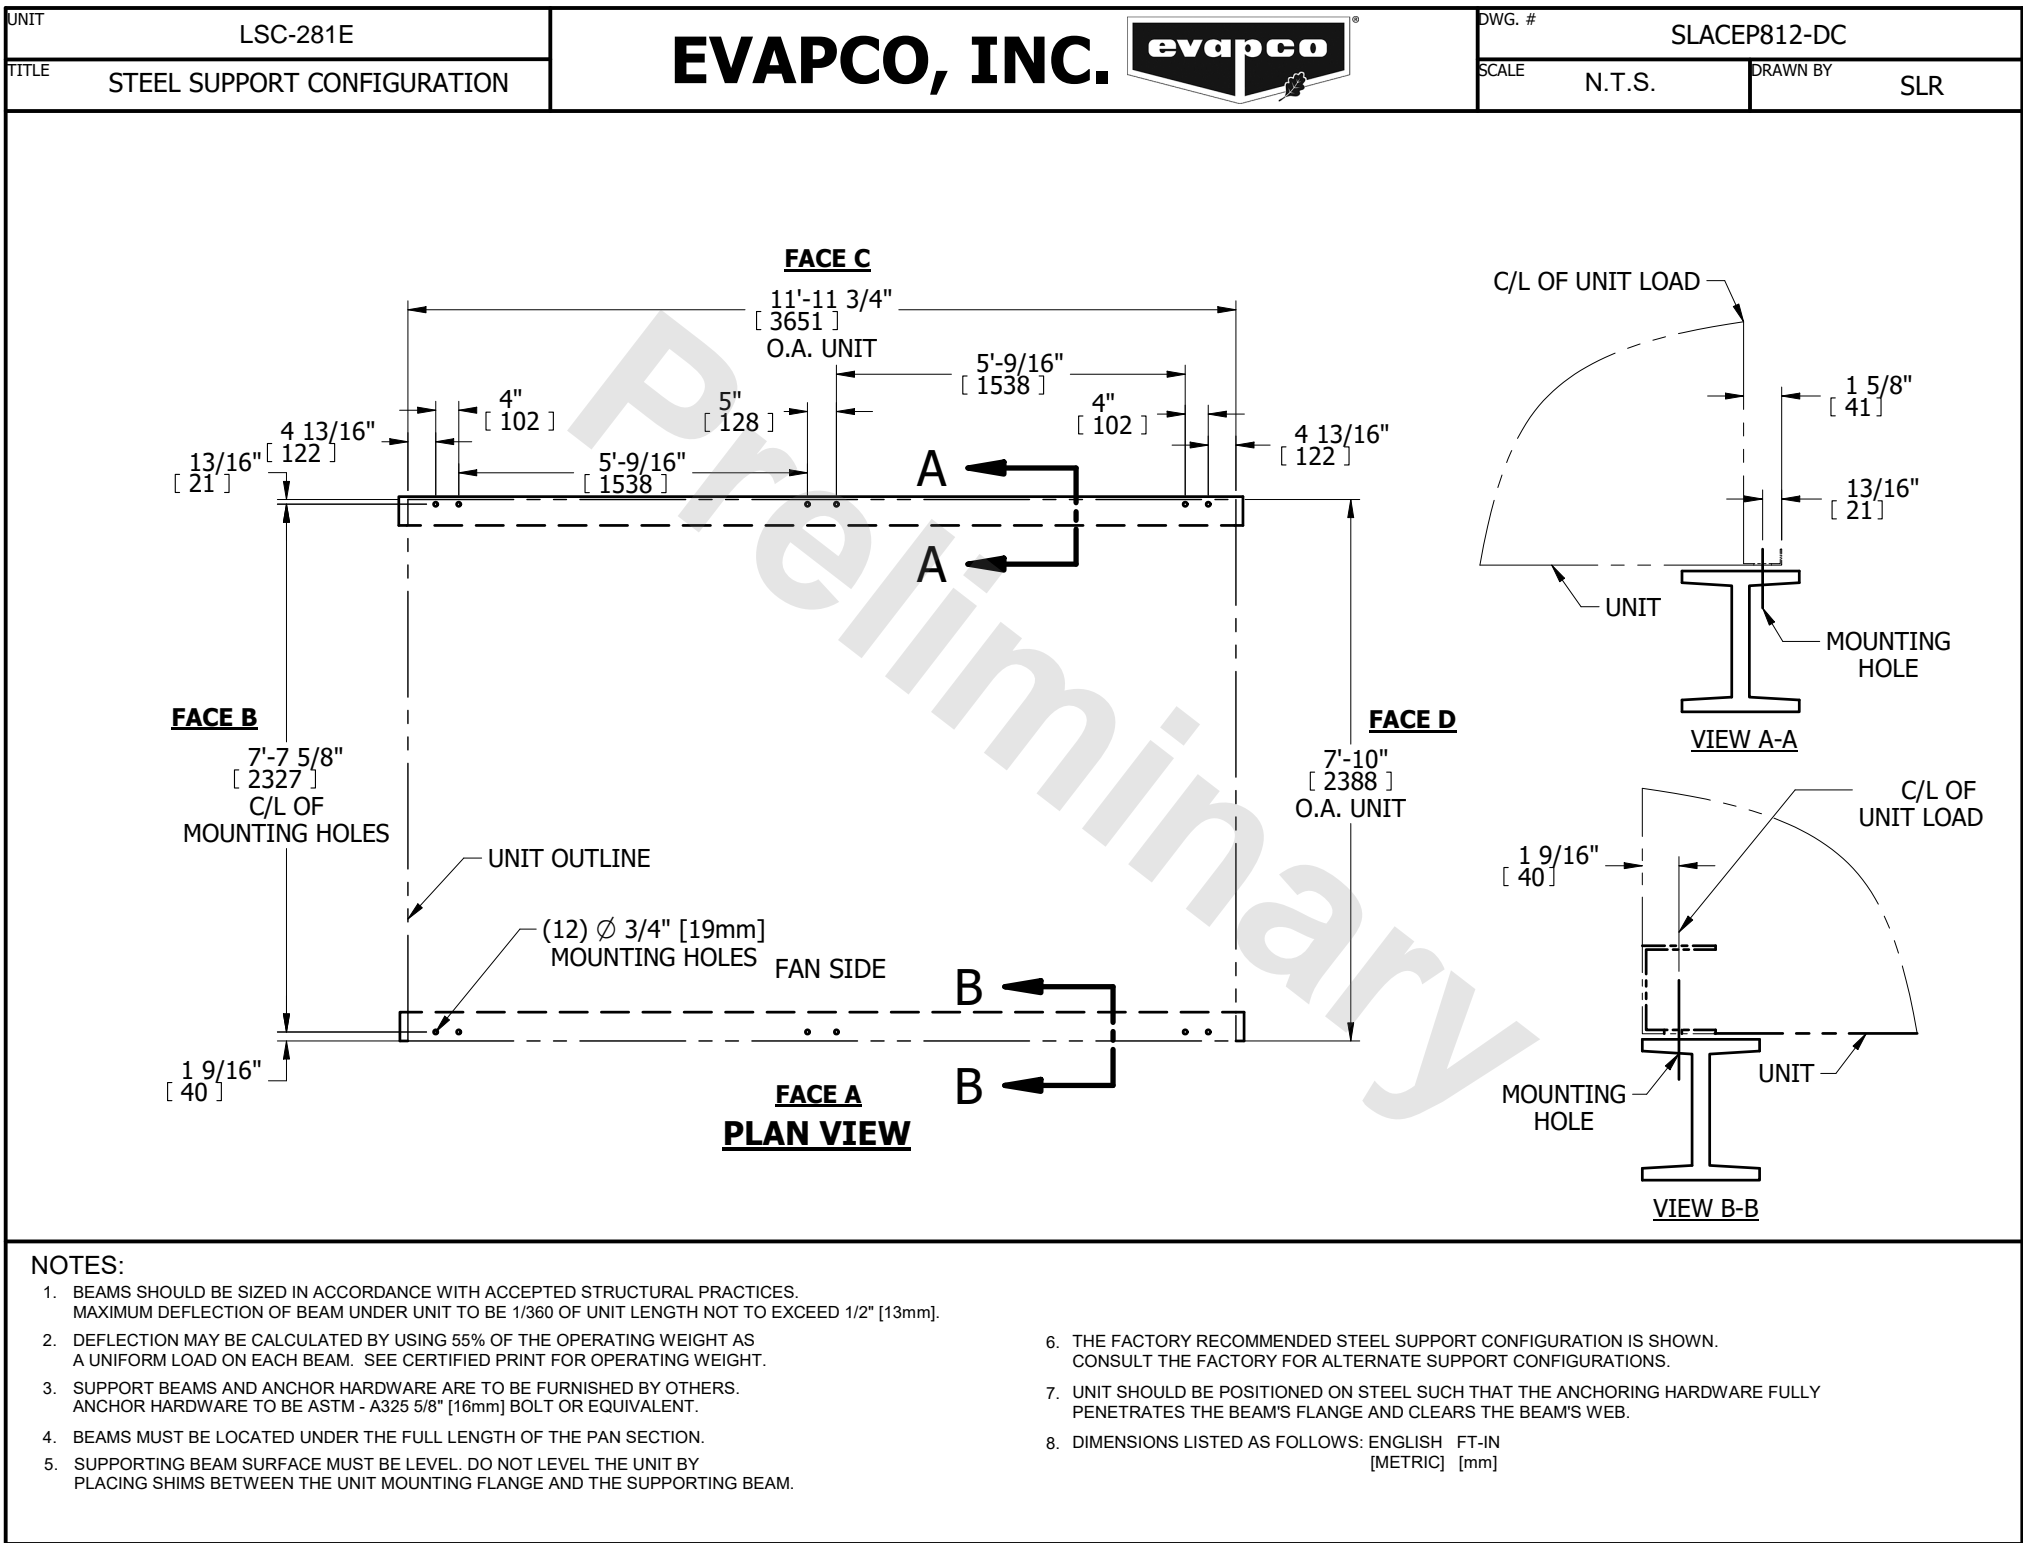 UNIT
LSC-281E
TITLE
STEEL SUPPORT CONFIGURATION
EVAPCO, INC.
evapco
®
DWG. #
SLACEP812-DC
SCALE
N.T.S.
DRAWN BY
SLR
FACE C
11'-11 3/4"
[ 3651 ]
O.A. UNIT
5'-9/16"
[ 1538 ]
4"
[ 102 ]
5"
[ 128 ]
4"
[ 102 ]
4 13/16"
[ 122 ]
4 13/16"
[ 122 ]
13/16"
[ 21 ]
5'-9/16"
[ 1538 ]
A
A
FACE B
7'-7 5/8"
[ 2327 ]
C/L OF
MOUNTING HOLES
FACE D
7'-10"
[ 2388 ]
O.A. UNIT
UNIT OUTLINE
(12) ∅ 3/4" [19mm]
MOUNTING HOLES
FAN SIDE
B
B
1 9/16"
[ 40 ]
FACE A
PLAN VIEW
Preliminary
C/L OF UNIT LOAD
1 5/8"
[ 41]
13/16"
[ 21]
UNIT
MOUNTING
HOLE
VIEW A-A
C/L OF
UNIT LOAD
1 9/16"
[ 40]
UNIT
MOUNTING
HOLE
VIEW B-B
NOTES:
1. BEAMS SHOULD BE SIZED IN ACCORDANCE WITH ACCEPTED STRUCTURAL PRACTICES.
MAXIMUM DEFLECTION OF BEAM UNDER UNIT TO BE 1/360 OF UNIT LENGTH NOT TO EXCEED 1/2" [13mm].
2. DEFLECTION MAY BE CALCULATED BY USING 55% OF THE OPERATING WEIGHT AS
A UNIFORM LOAD ON EACH BEAM. SEE CERTIFIED PRINT FOR OPERATING WEIGHT.
3. SUPPORT BEAMS AND ANCHOR HARDWARE ARE TO BE FURNISHED BY OTHERS.
ANCHOR HARDWARE TO BE ASTM - A325 5/8" [16mm] BOLT OR EQUIVALENT.
4. BEAMS MUST BE LOCATED UNDER THE FULL LENGTH OF THE PAN SECTION.
5. SUPPORTING BEAM SURFACE MUST BE LEVEL. DO NOT LEVEL THE UNIT BY
PLACING SHIMS BETWEEN THE UNIT MOUNTING FLANGE AND THE SUPPORTING BEAM.
6. THE FACTORY RECOMMENDED STEEL SUPPORT CONFIGURATION IS SHOWN.
CONSULT THE FACTORY FOR ALTERNATE SUPPORT CONFIGURATIONS.
7. UNIT SHOULD BE POSITIONED ON STEEL SUCH THAT THE ANCHORING HARDWARE FULLY
PENETRATES THE BEAM'S FLANGE AND CLEARS THE BEAM'S WEB.
8. DIMENSIONS LISTED AS FOLLOWS: ENGLISH FT-IN
[METRIC] [mm]